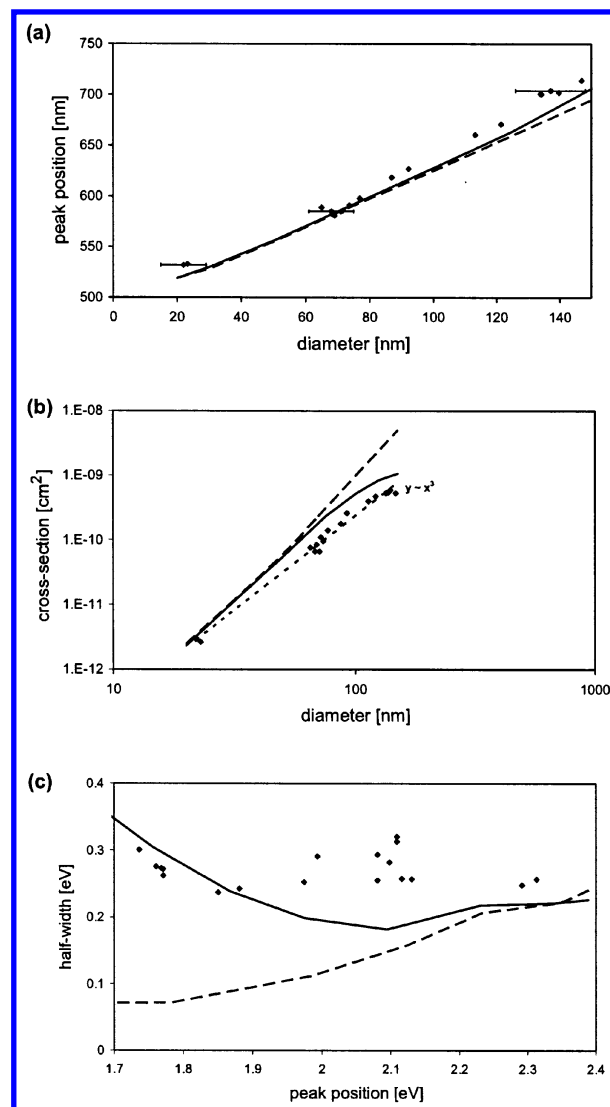 (a)
750
700
650
600
550
500
peak position [nm]
0 20 40 60 80 100 120 140
diameter [nm]
(b)
1.E-08
1.E-09
1.E-10
1.E-11
1.E-12
cross-section [cm²]
y ~ x³
10 100 1000
diameter [nm]
(c)
0.4
0.3
0.2
0.1
0
half-width [eV]
1.7 1.8 1.9 2 2.1 2.2 2.3 2.4
peak position [eV]